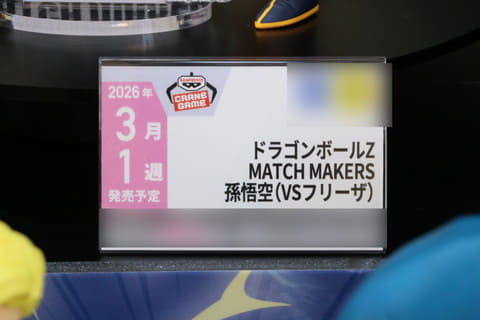 2026年
3月
1週
発売予定
BANPRESTO
CRANE
GAME
ドラゴンボールZ
MATCH MAKERS
孫悟空(VSフリーザ)